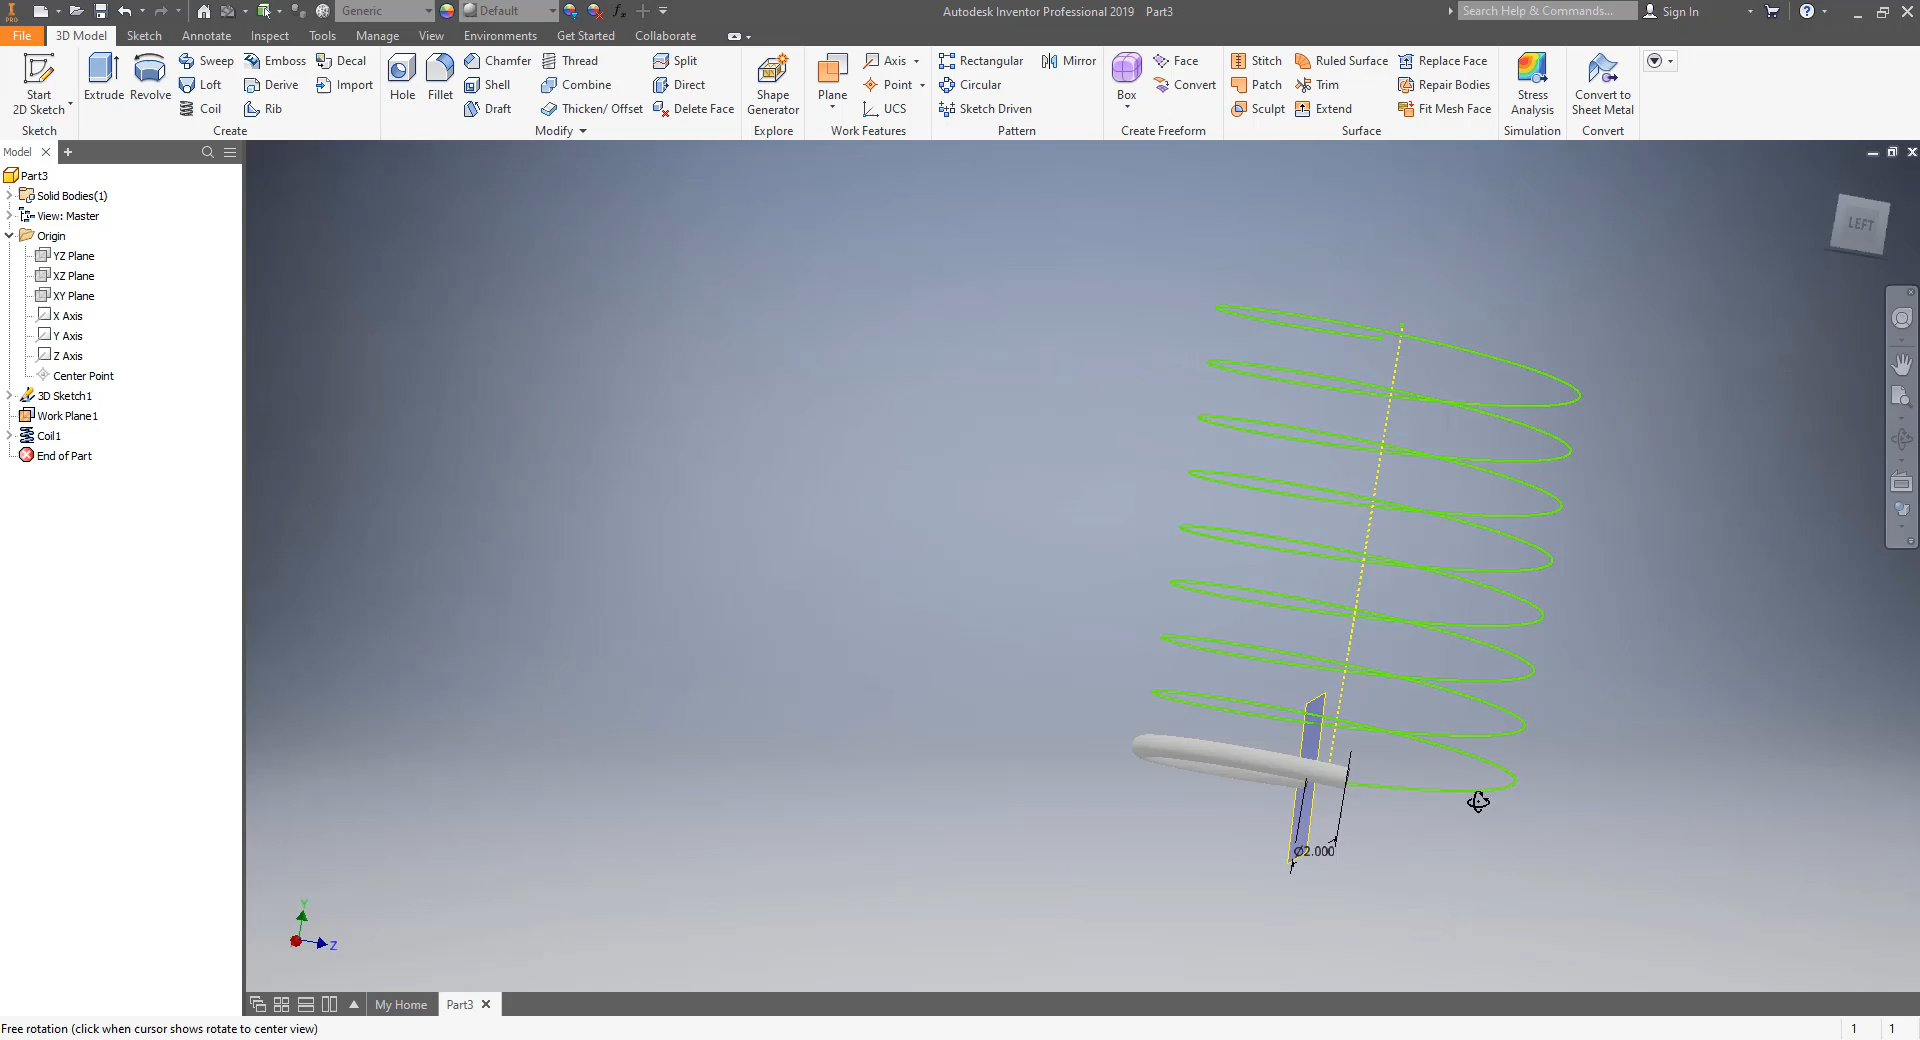 PRO
Generic
Default
fx
Autodesk Inventor Professional 2019 Part3
Search Help & Commands...
Sign In
File
3D Model
Sketch
Annotate
Inspect
Tools
Manage
View
Environments
Get Started
Collaborate
Start
2D Sketch
Sketch
Extrude
Revolve
Sweep
Loft
Coil
Emboss
Derive
Rib
Decal
Import
Create
Hole
Fillet
Chamfer
Shell
Draft
Thread
Combine
Thicken/ Offset
Split
Direct
Delete Face
Modify
Shape
Generator
Explore
Plane
Axis
Point
UCS
Work Features
Rectangular
Circular
Sketch Driven
Mirror
Pattern
Box
Face
Convert
Create Freeform
Stitch
Patch
Sculpt
Ruled Surface
Trim
Extend
Replace Face
Repair Bodies
Fit Mesh Face
Surface
Stress
Analysis
Simulation
Convert to
Sheet Metal
Convert
Model
Part3
Solid Bodies(1)
View: Master
Origin
YZ Plane
XZ Plane
XY Plane
X Axis
Y Axis
Z Axis
Center Point
3D Sketch1
Work Plane1
Coil1
End of Part
LEFT
Ø2.000
Y
Z
My Home
Part3
Free rotation (click when cursor shows rotate to center view)
1 1